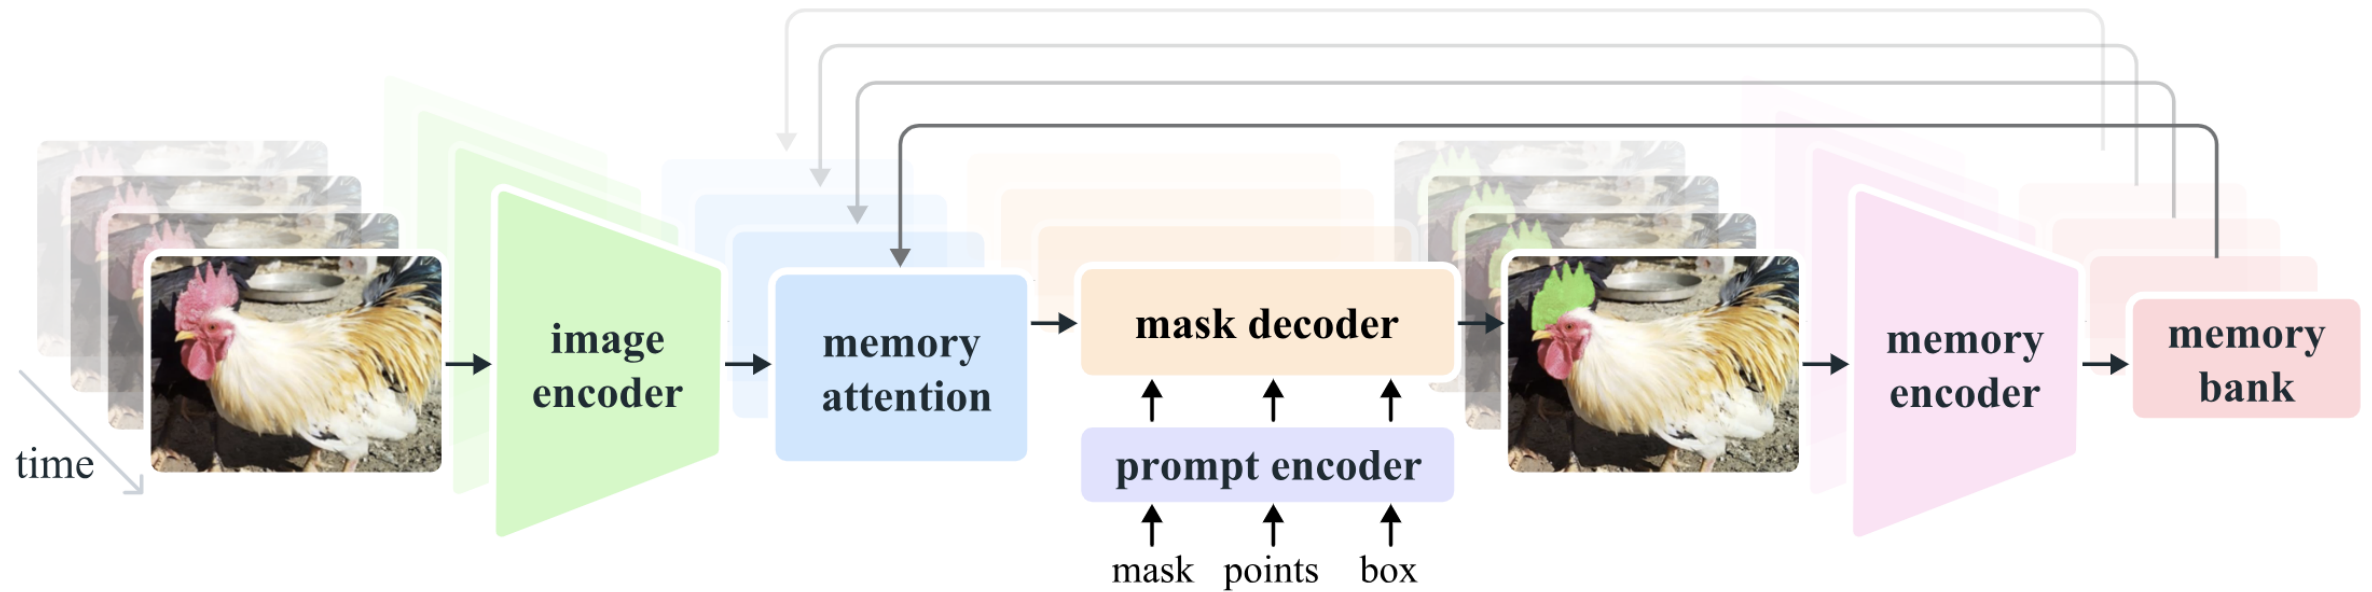 time
image
encoder
memory
attention
mask decoder
prompt encoder
mask points box
memory
encoder
memory
bank